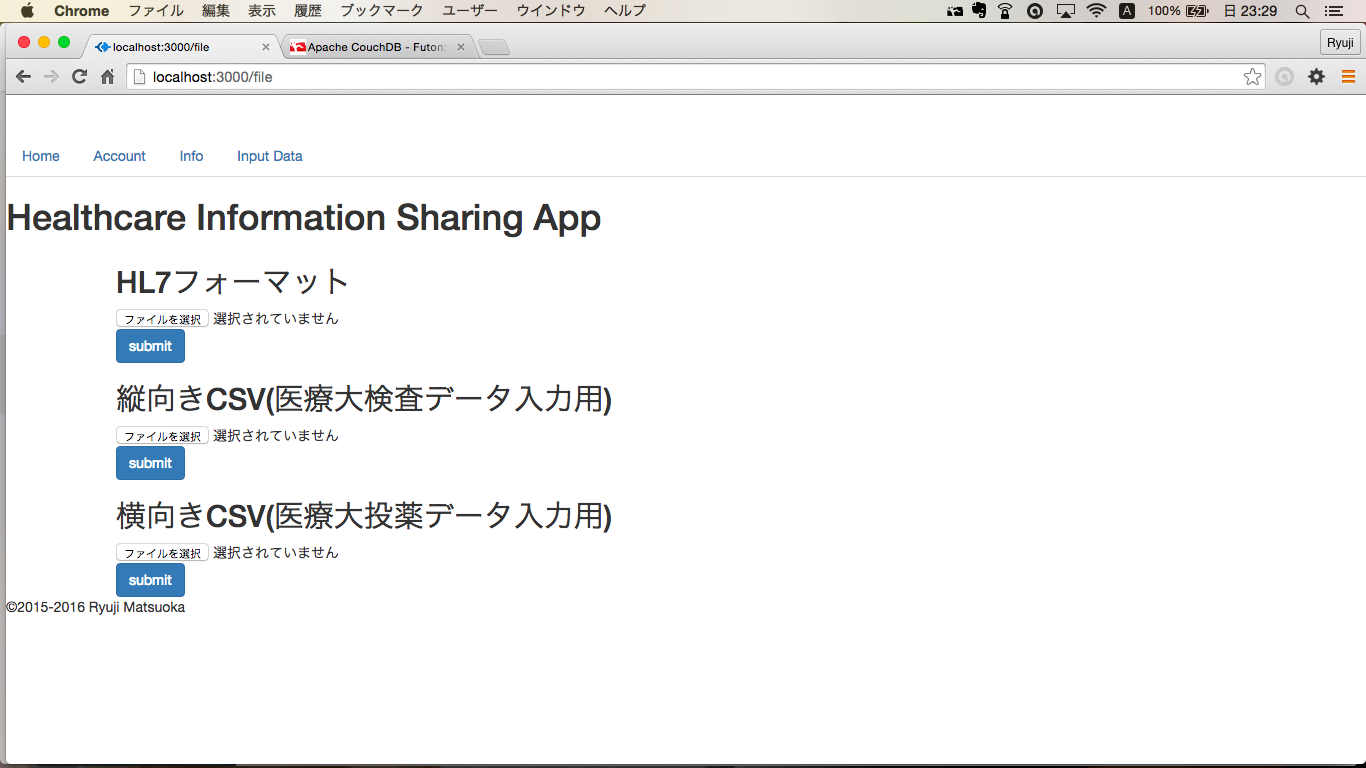 Chrome ファイル 編集 表示 履歴 ブックマーク ユーザー ウインドウ ヘルプ A 100% 日 23:29
localhost:3000/file Apache CouchDB - Futon: Ryuji
localhost:3000/file
Home Account Info Input Data
Healthcare Information Sharing App
HL7フォーマット
ファイルを選択 選択されていません
submit
縦向きCSV(医療大検査データ入力用)
ファイルを選択 選択されていません
submit
横向きCSV(医療大投薬データ入力用)
ファイルを選択 選択されていません
submit
©2015-2016 Ryuji Matsuoka